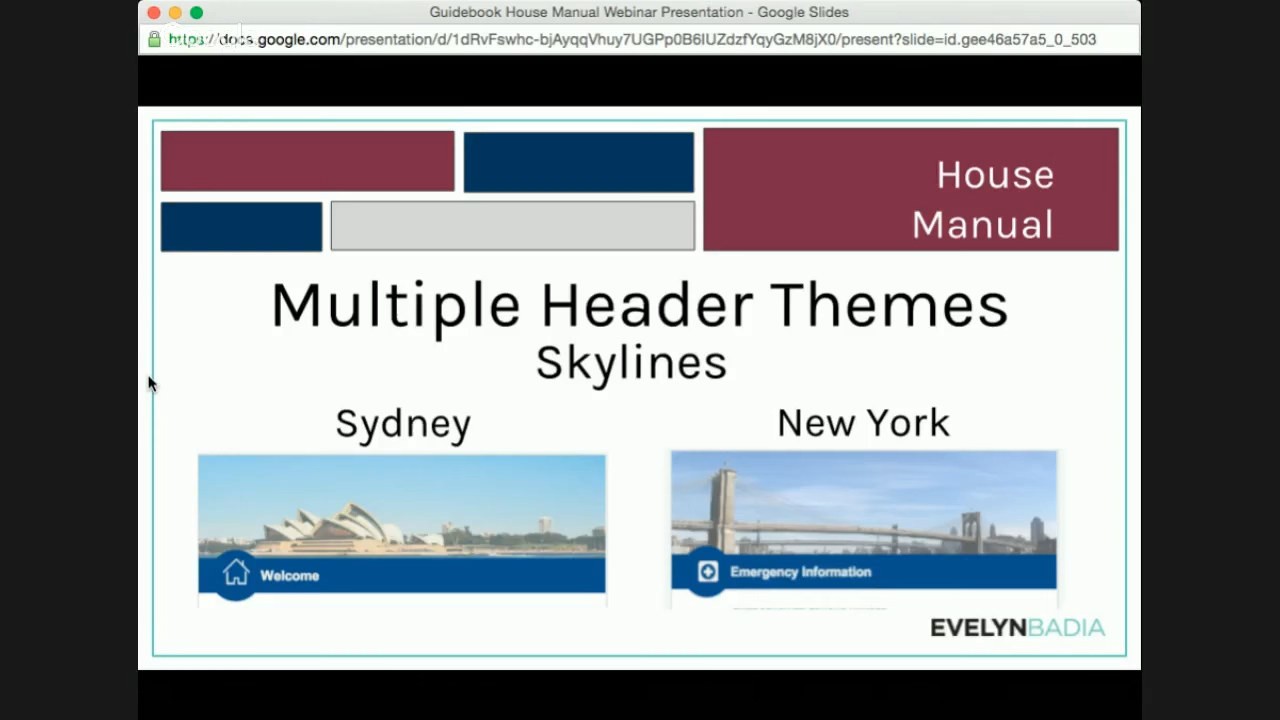 Guidebook House Manual Webinar Presentation - Google Slides
https://docs.google.com/presentation/d/1dRvFswhc-bjAyqqVhuy7UGPp0B6IUZdzfYqyGzM8jX0/present?slide=id.gee46a57a5_0_503
House
Manual
Multiple Header Themes
Skylines
Sydney
New York
Welcome
Emergency Information
EVELYNBADIA